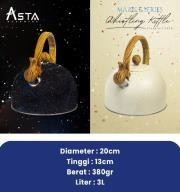 ASTA
MARBLE SERIES
Whistling Kettle
Diameter : 20cm
Tinggi : 13cm
Berat : 380gr
Liter : 3L